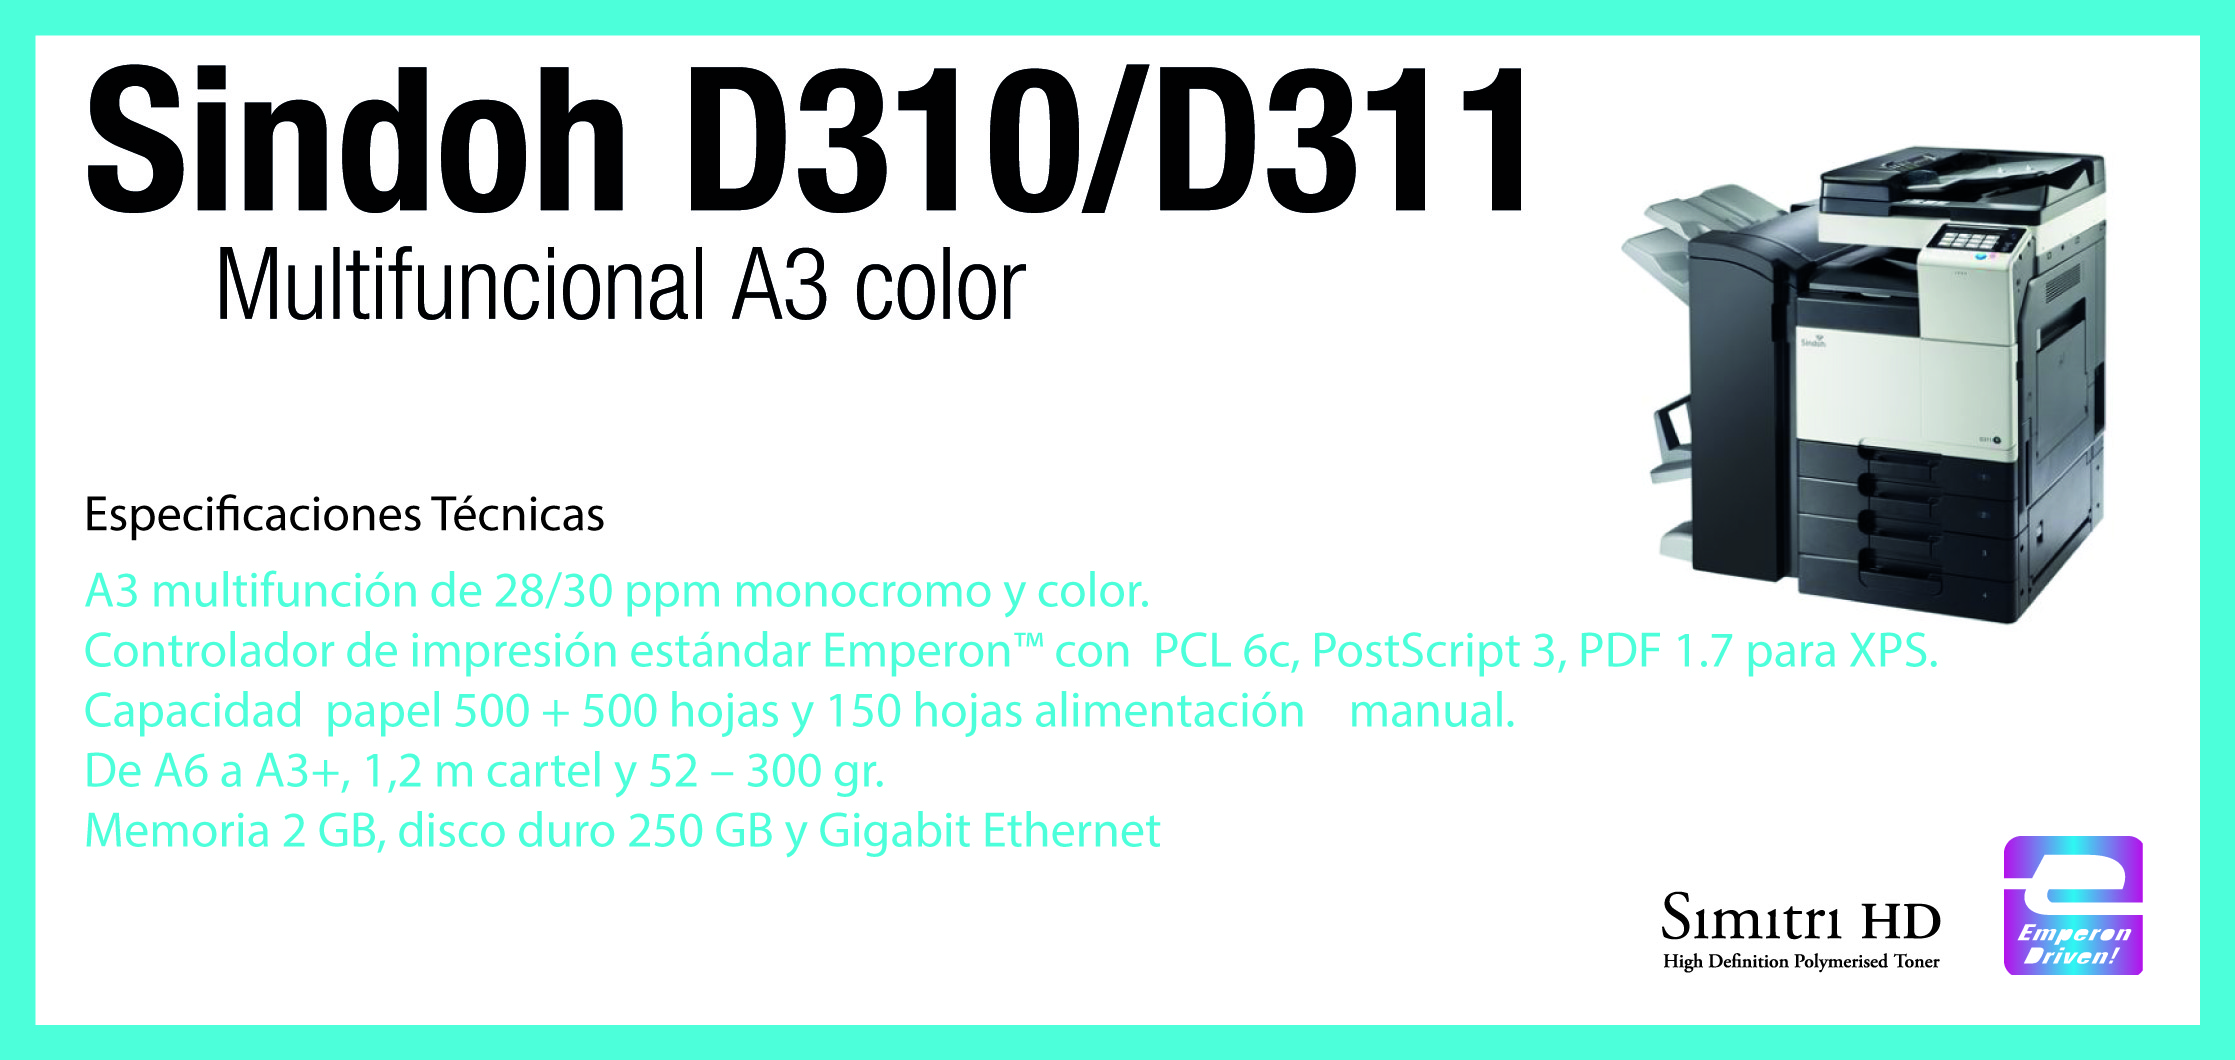 Sindoh D310/D311
Multifuncional A3 color
Sindoh
Especificaciones Técnicas
A3 multifunción de 28/30 ppm monocromo y color.
Controlador de impresión estándar Emperon™ con PCL 6c, PostScript 3, PDF 1.7 para XPS.
Capacidad papel 500 + 500 hojas y 150 hojas alimentación manual.
De A6 a A3+, 1,2 m cartel y 52 – 300 gr.
Memoria 2 GB, disco duro 250 GB y Gigabit Ethernet
Simitri HD
High Definition Polymerised Toner
Emperon
Driven!